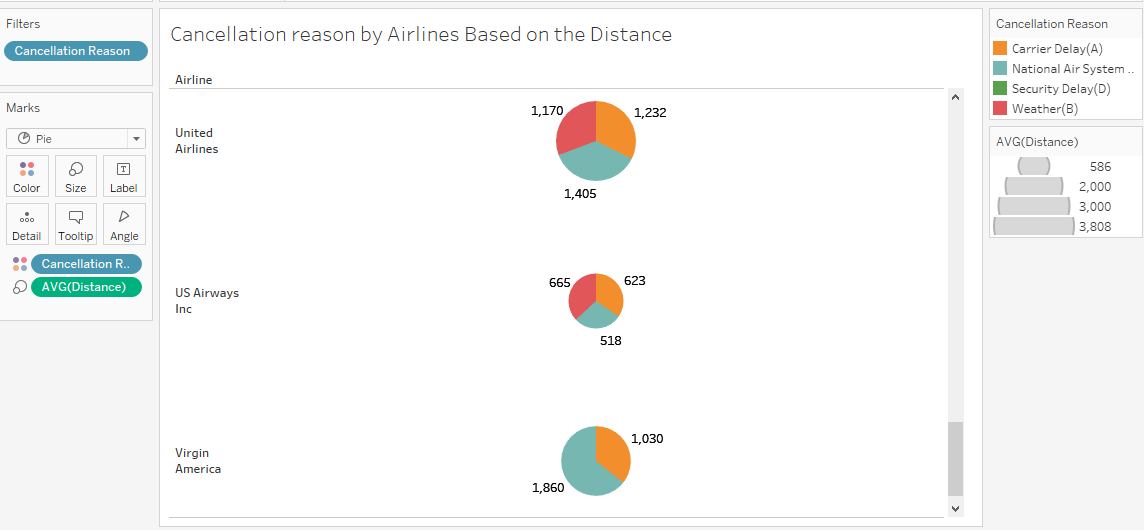 Filters
Cancellation Reason
Marks
Pie
Color
Size
T
Label
Detail
Tooltip
Angle
Cancellation R..
AVG(Distance)
Cancellation reason by Airlines Based on the Distance
Airline
United
Airlines
1,170
1,232
1,405
US Airways
Inc
665
623
518
Virgin
America
1,030
1,860
Cancellation Reason
Carrier Delay(A)
National Air System ..
Security Delay(D)
Weather(B)
AVG(Distance)
586
2,000
3,000
3,808